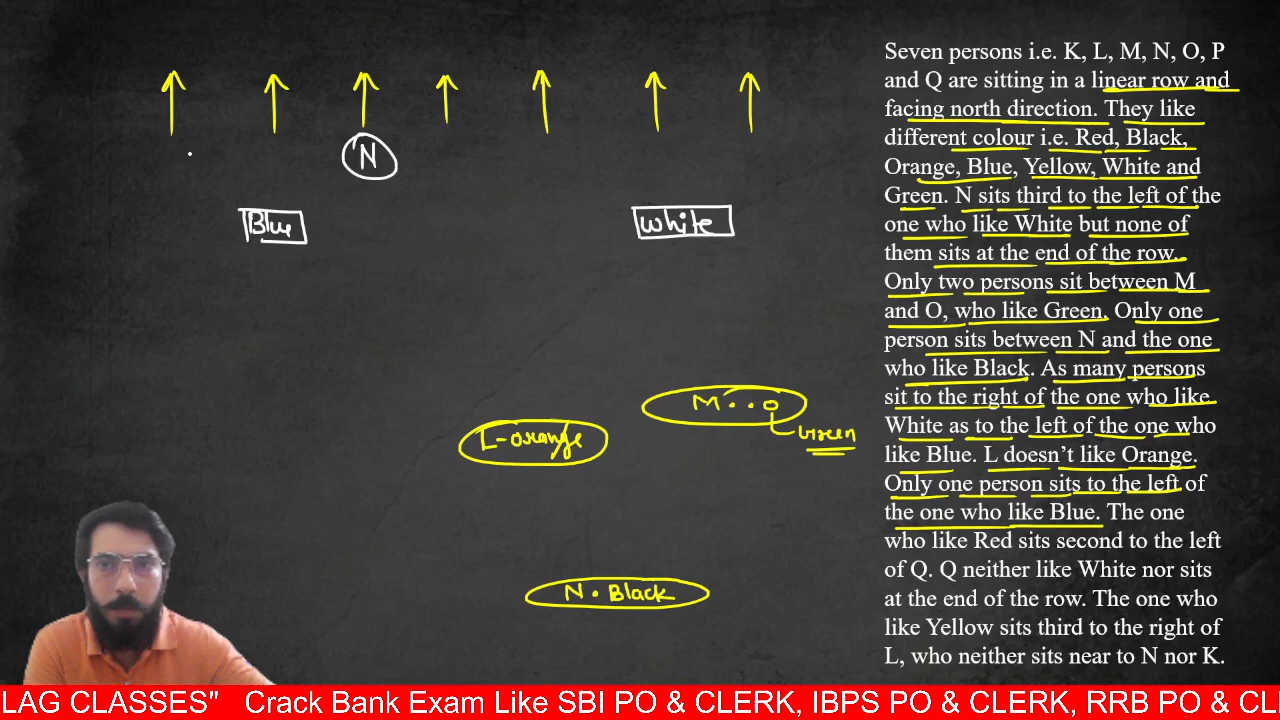 Seven persons i.e. K, L, M, N, O, P
and Q are sitting in a linear row and
facing north direction. They like
different colour i.e. Red, Black,
Orange, Blue, Yellow, White and
Green. N sits third to the left of the
one who like White but none of
them sits at the end of the row.
Only two persons sit between M
and O, who like Green. Only one
person sits between N and the one
who like Black. As many persons
sit to the right of the one who like
White as to the left of the one who
like Blue. L doesn't like Orange.
Only one person sits to the left of
the one who like Blue. The one
who like Red sits second to the left
of Q. Q neither like White nor sits
at the end of the row. The one who
like Yellow sits third to the right of
L, who neither sits near to N nor K.
N
Blue
White
M . . O
Green
L-orange
N . Black
LAG CLASSES" Crack Bank Exam Like SBI PO & CLERK, IBPS PO & CLERK, RRB PO & CL